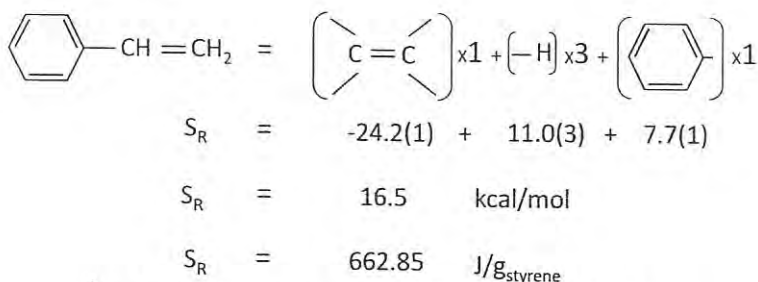 CH =CH₂ = (C=C) x1 + (—H) x3 + ( ) x1
S_R = -24.2(1) + 11.0(3) + 7.7(1)
S_R = 16.5 kcal/mol
S_R = 662.85 J/g_styrene